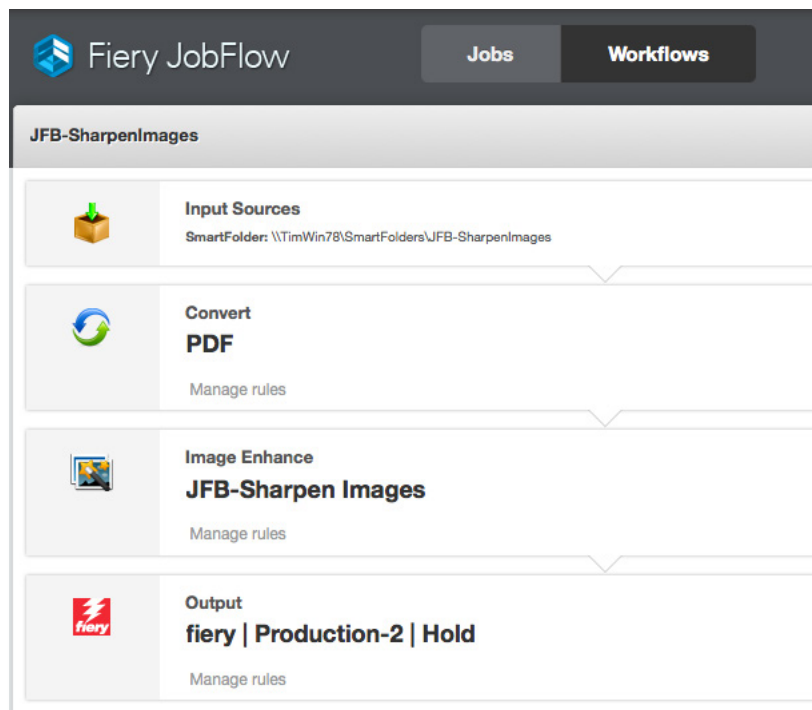 Fiery JobFlow
Jobs
Workflows
JFB-SharpenImages
Input Sources
SmartFolder: \\TimWin78\SmartFolders\JFB-SharpenImages
Convert
PDF
Manage rules
Image Enhance
JFB-Sharpen Images
Manage rules
fiery
Output
fiery | Production-2 | Hold
Manage rules